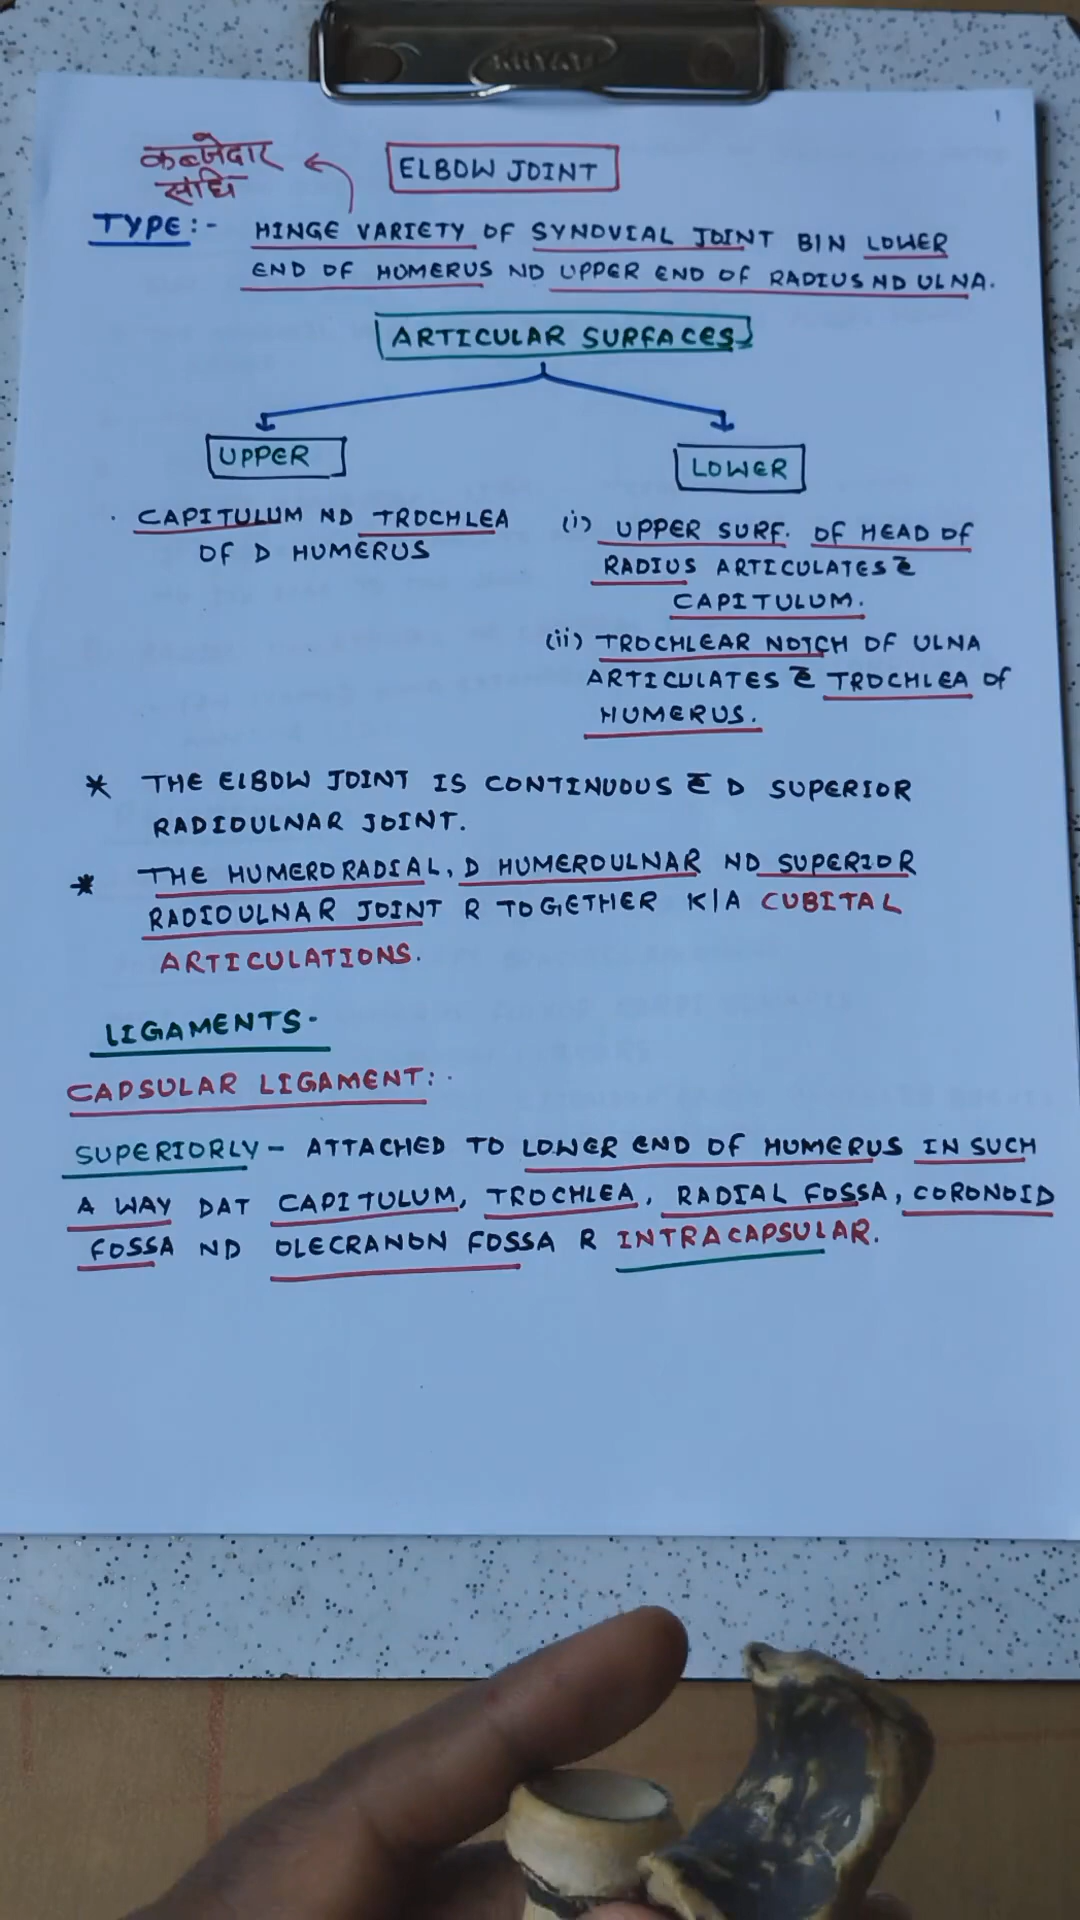 KHYATI
1
कब्जेदार
संधि
ELBOW JOINT
TYPE:- HINGE VARIETY OF SYNOVIAL JOINT B/N LOWER
END OF HUMERUS ND UPPER END OF RADIUS ND ULNA.
ARTICULAR SURFACES
UPPER
LOWER
. CAPITULUM ND TROCHLEA
OF D HUMERUS
(i) UPPER SURF. OF HEAD OF
RADIUS ARTICULATES c̄
CAPITULUM.
(ii) TROCHLEAR NOTCH OF ULNA
ARTICULATES c̄ TROCHLEA OF
HUMERUS.
* THE ELBOW JOINT IS CONTINUOUS c̄ D SUPERIOR
RADIOULNAR JOINT.
* THE HUMERORADIAL, D HUMEROULNAR ND SUPERIOR
RADIOULNAR JOINT R TOGETHER K/A CUBITAL
ARTICULATIONS.
LIGAMENTS-
CAPSULAR LIGAMENT:-
SUPERIORLY - ATTACHED TO LOWER END OF HUMERUS IN SUCH
A WAY DAT CAPITULUM, TROCHLEA, RADIAL FOSSA, CORONOID
FOSSA ND OLECRANON FOSSA R INTRACAPSULAR.